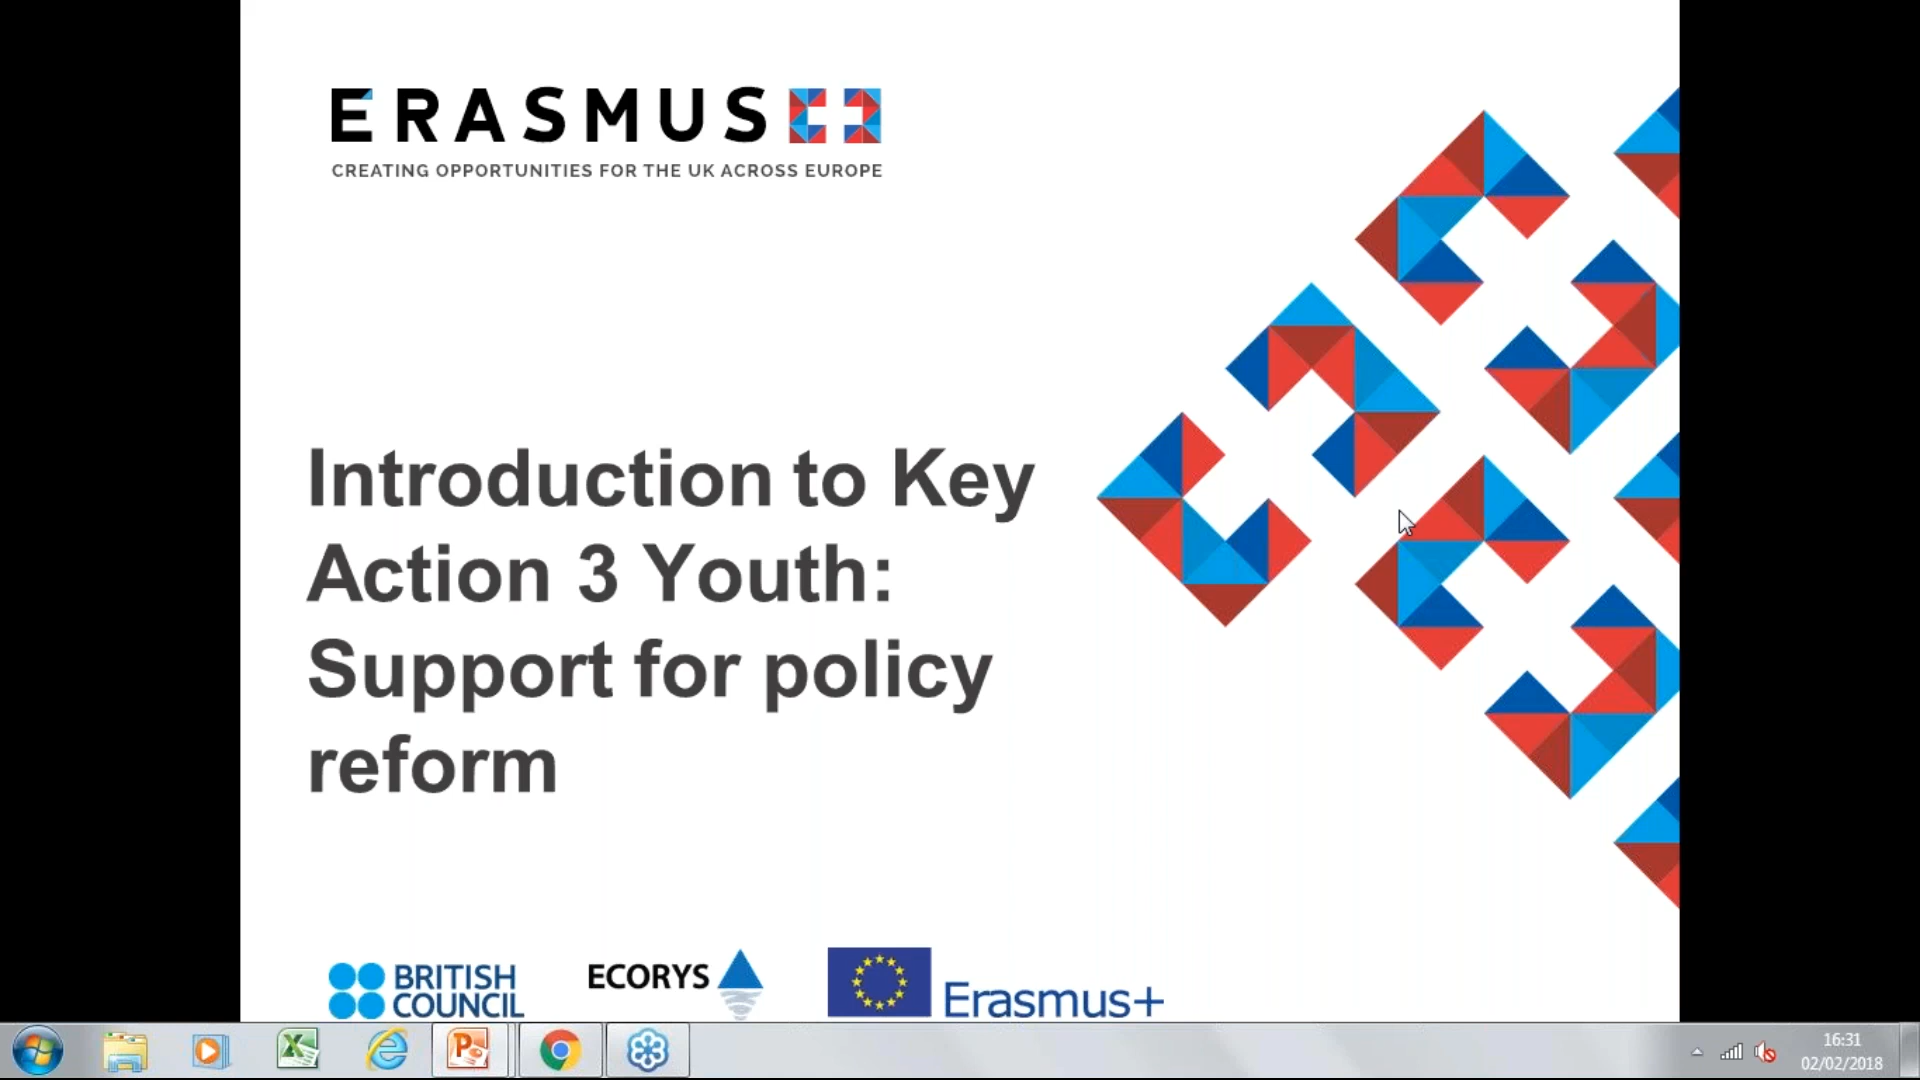 ERASMUS
CREATING OPPORTUNITIES FOR THE UK ACROSS EUROPE
Introduction to Key
Action 3 Youth:
Support for policy
reform
BRITISH
COUNCIL
ECORYS
Erasmus+
16:31
02/02/2018